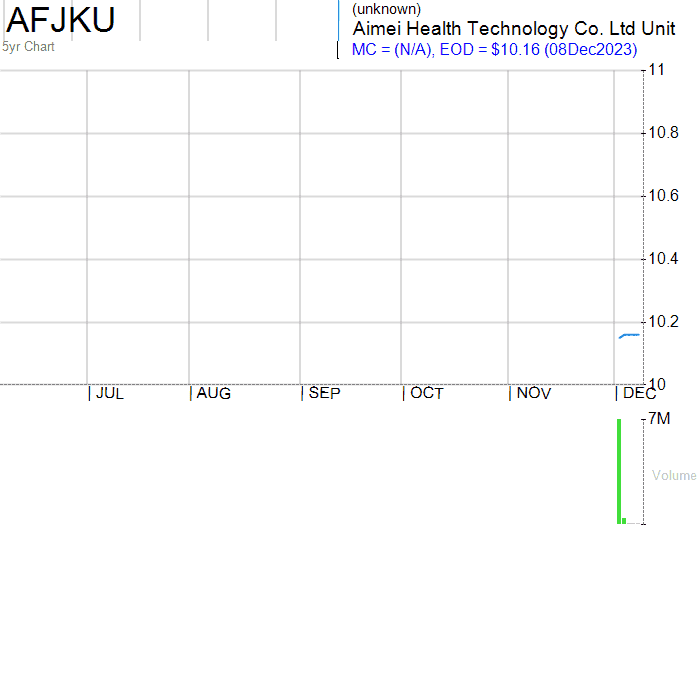 AFJKU
5yr Chart
(unknown)
Aimei Health Technology Co. Ltd Unit
MC = (N/A), EOD = $10.16 (08Dec2023)
11
10.8
10.6
10.4
10.2
10
JUL AUG SEP OCT NOV DEC
7M
Volume